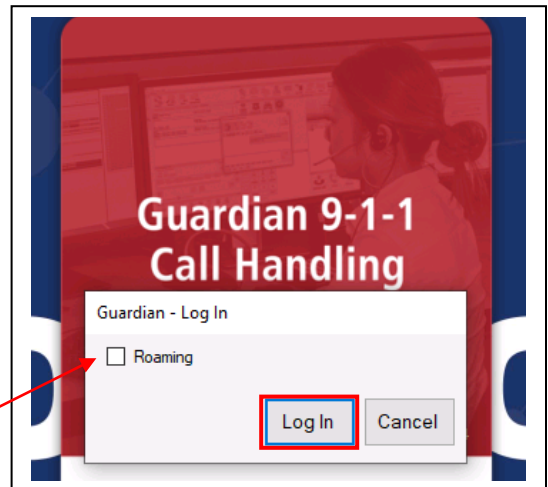 Guardian 9-1-1
Call Handling
Guardian - Log In
Roaming
Log In Cancel